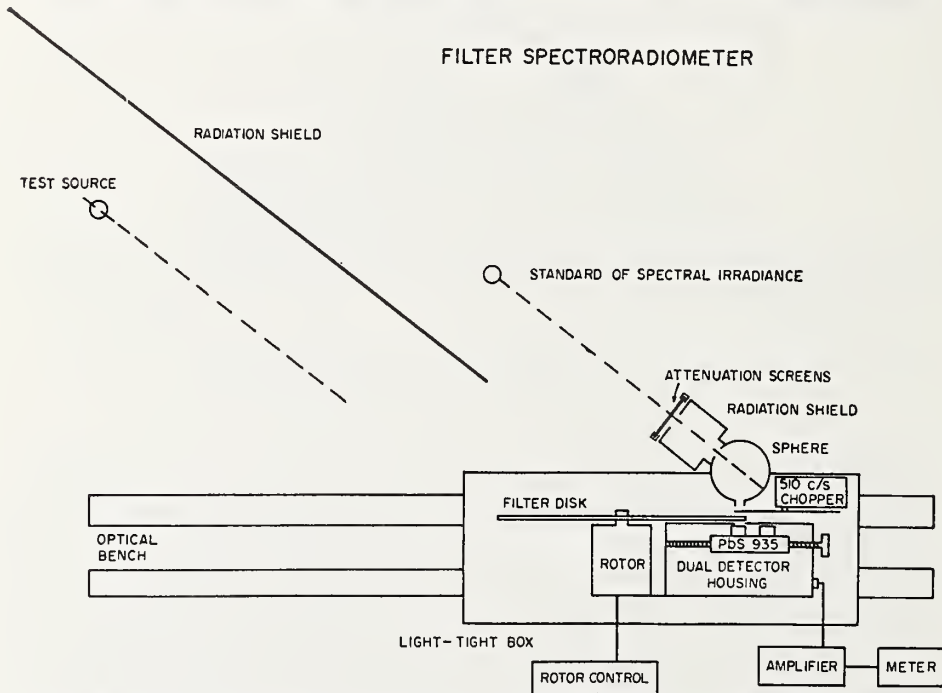 FILTER SPECTRORADIOMETER
RADIATION SHIELD
TEST SOURCE
STANDARD OF SPECTRAL IRRADIANCE
ATTENUATION SCREENS
RADIATION SHIELD
SPHERE
510 c/s
CHOPPER
FILTER DISK
OPTICAL
BENCH
PbS 935
ROTOR
DUAL DETECTOR
HOUSING
LIGHT-TIGHT BOX
ROTOR CONTROL
AMPLIFIER
METER